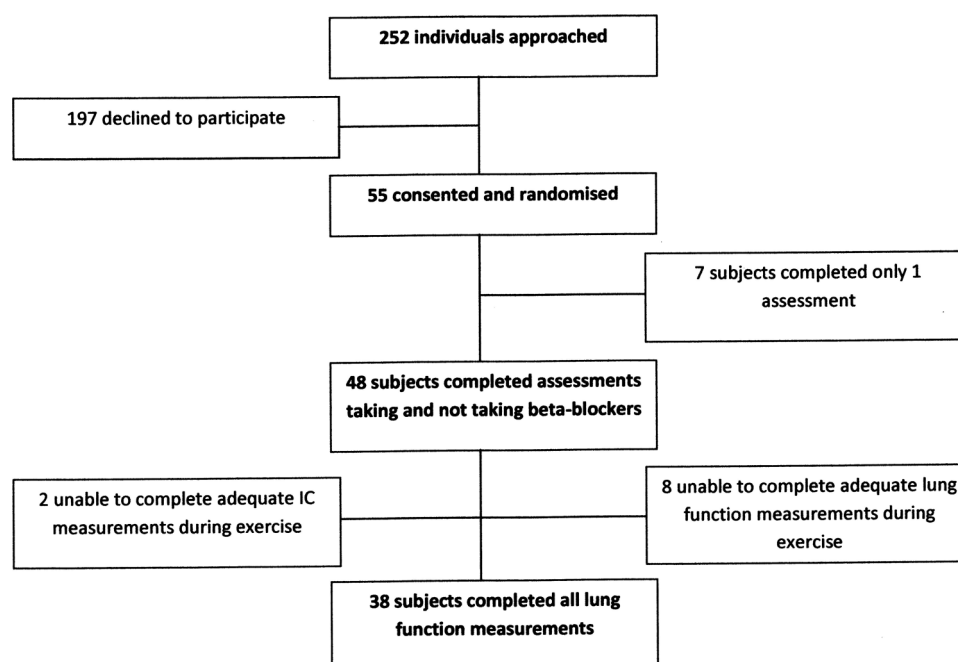 252 individuals approached
197 declined to participate
55 consented and randomised
7 subjects completed only 1
assessment
48 subjects completed assessments
taking and not taking beta-blockers
2 unable to complete adequate IC
measurements during exercise
8 unable to complete adequate lung
function measurements during
exercise
38 subjects completed all lung
function measurements